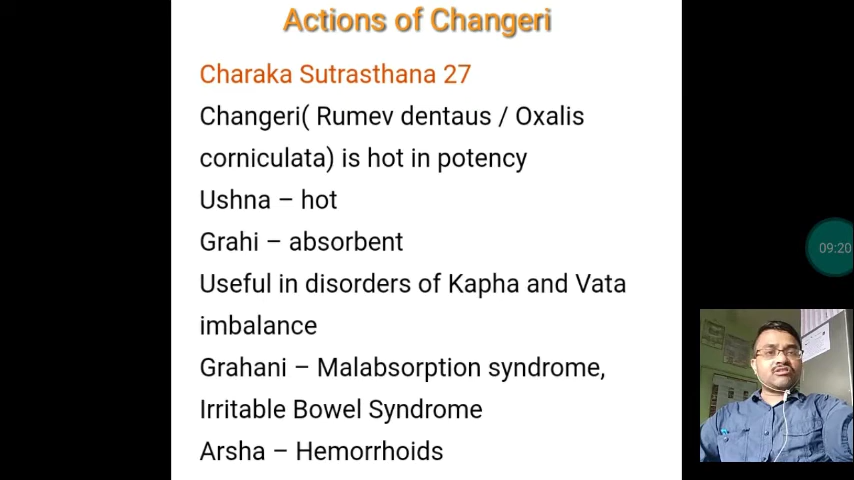 Actions of Changeri
Charaka Sutrasthana 27
Changeri( Rumev dentaus / Oxalis
corniculata) is hot in potency
Ushna – hot
Grahi – absorbent
Useful in disorders of Kapha and Vata
imbalance
Grahani – Malabsorption syndrome,
Irritable Bowel Syndrome
Arsha – Hemorrhoids
09:20